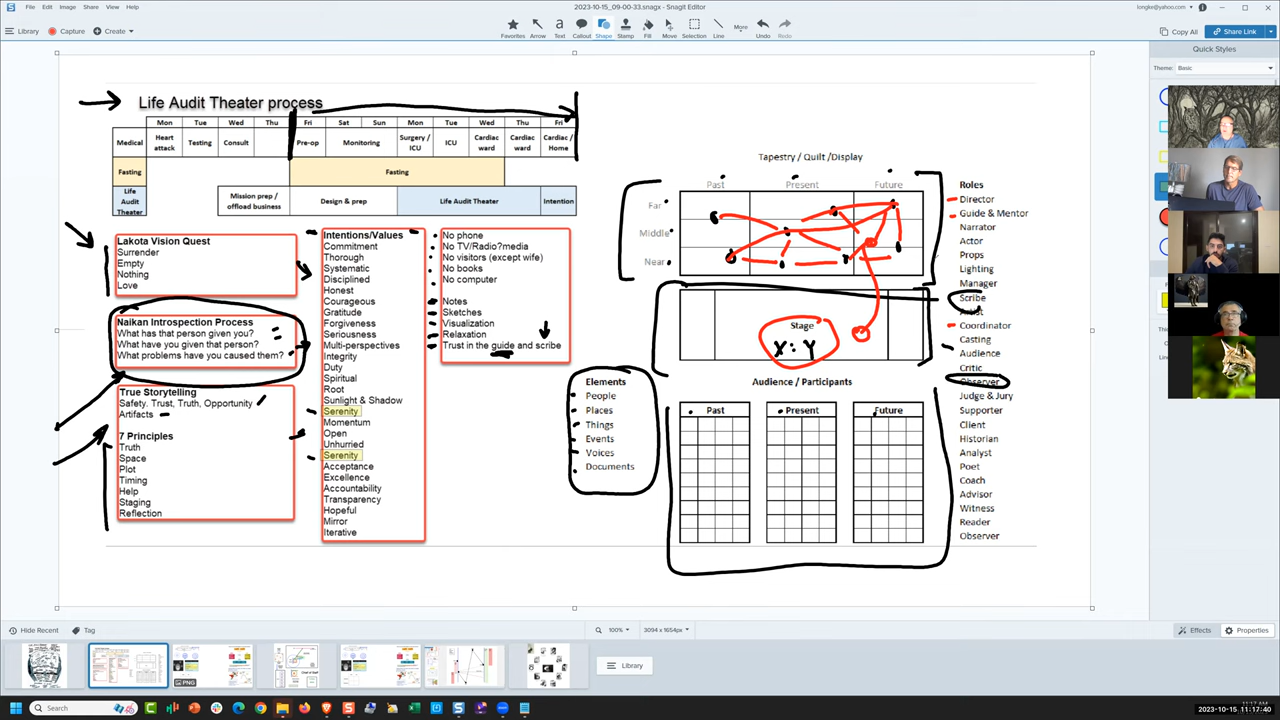 2023-10-15_09-00-33.snagx - Snagit Editor
File Edit Image Share View Help
longke@yahoo.com
Library Capture Create
Favorites Arrow Text Callout Shape Stamp Fill Move Selection Line More Undo Redo
Copy All Share Link
Quick Styles
Theme: Basic
Life Audit Theater process
Mon Tue Wed Thu Fri Sat Sun Mon Tue Wed Thu Fri
Medical Heart attack Testing Consult Pre-op Monitoring Surgery / ICU ICU Cardiac ward Cardiac ward Cardiac / Home
Fasting Fasting
Life Audit Theater Mission prep / offload business Design & prep Life Audit Theater Intention
Lakota Vision Quest
Surrender
Empty
Nothing
Love
Naikan Introspection Process
What has that person given you?
What have you given that person?
What problems have you caused them?
True Storytelling
Safety. Trust, Truth, Opportunity
Artifacts
7 Principles
Truth
Space
Plot
Timing
Help
Staging
Reflection
Intentions/Values
Commitment
Thorough
Systematic
Disciplined
Honest
Courageous
Gratitude
Forgiveness
Seriousness
Multi-perspectives
Integrity
Duty
Spiritual
Root
Sunlight & Shadow
Serenity
Momentum
Open
Unhurried
Serenity
Acceptance
Excellence
Accountability
Transparency
Hopeful
Mirror
Iterative
No phone
No TV/Radio?media
No visitors (except wife)
No books
No computer
Notes
Sketches
Visualization
Relaxation
Trust in the guide and scribe
Elements
People
Places
Things
Events
Voices
Documents
Tapestry / Quilt /Display
Past Present Future
Far
Middle
Near
Stage
X : Y
Audience / Participants
Past Present Future
Roles
Director
Guide & Mentor
Narrator
Actor
Props
Lighting
Manager
Scribe
Artist
Coordinator
Casting
Audience
Critic
Observer
Judge & Jury
Supporter
Client
Historian
Analyst
Poet
Coach
Advisor
Witness
Reader
Observer
Hide Recent Tag
100% 3094 x 1654px
Effects Properties
PNG
Library
Search
2023-10-15 11:17:40